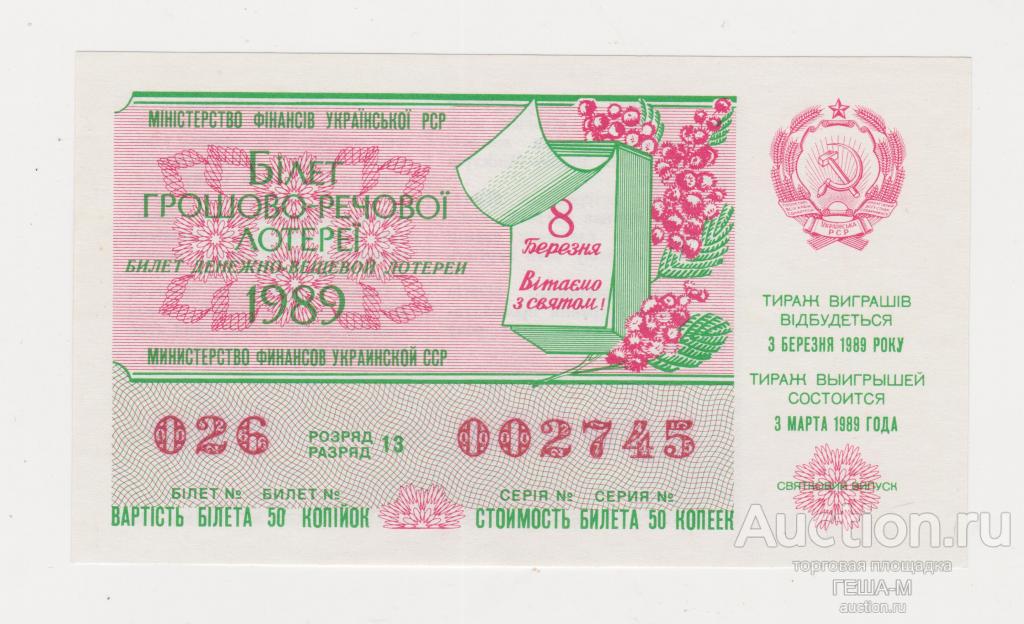 МІНІСТЕРСТВО ФІНАНСІВ УКРАЇНСЬКОЇ РСР
БІЛЕТ
ГРОШОВО-РЕЧОВОЇ
ЛОТЕРЕЇ
БИЛЕТ ДЕНЕЖНО-ВЕЩЕВОЙ ЛОТЕРЕИ
1989
МИНИСТЕРСТВО ФИНАНСОВ УКРАИНСКОЙ ССР
8
Березня
Вітаємо
з святом!
УКРАЇНСЬКА
РСР
ТИРАЖ ВИГРАШІВ
ВІДБУДЕТЬСЯ
3 БЕРЕЗНЯ 1989 РОКУ
ТИРАЖ ВЫИГРЫШЕЙ
СОСТОИТСЯ
3 МАРТА 1989 ГОДА
СВЯТКОВИЙ ВИПУСК
026 РОЗРЯД РАЗРЯД 13 002745
БІЛЕТ № БИЛЕТ № СЕРІЯ № СЕРИЯ №
ВАРТІСТЬ БІЛЕТА 50 КОПІЙОК СТОИМОСТЬ БИЛЕТА 50 КОПЕЕК
Auction.ru
торговая площадка
ГЕША-М
auction.ru